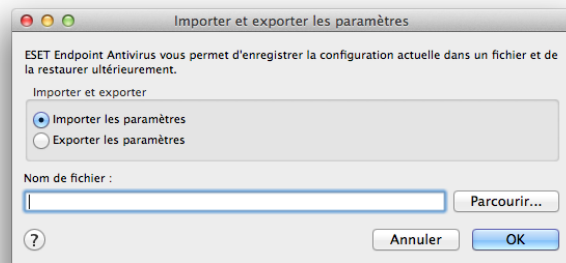 Importer et exporter les paramètres
ESET Endpoint Antivirus vous permet d'enregistrer la configuration actuelle dans un fichier et de
la restaurer ultérieurement.
Importer et exporter
Importer les paramètres
Exporter les paramètres
Nom de fichier :
Parcourir...
?
Annuler
OK